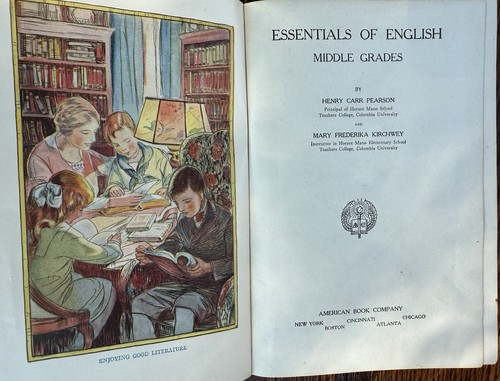 ENJOYING GOOD LITERATURE
ESSENTIALS OF ENGLISH
MIDDLE GRADES
BY
HENRY CARR PEARSON
Principal of Horace Mann School
Teachers College, Columbia University
AND
MARY FREDERIKA KIRCHWEY
Instructor in Horace Mann Elementary School
Teachers College, Columbia University
AMERICAN BOOK COMPANY
NEW YORK CINCINNATI CHICAGO
BOSTON ATLANTA